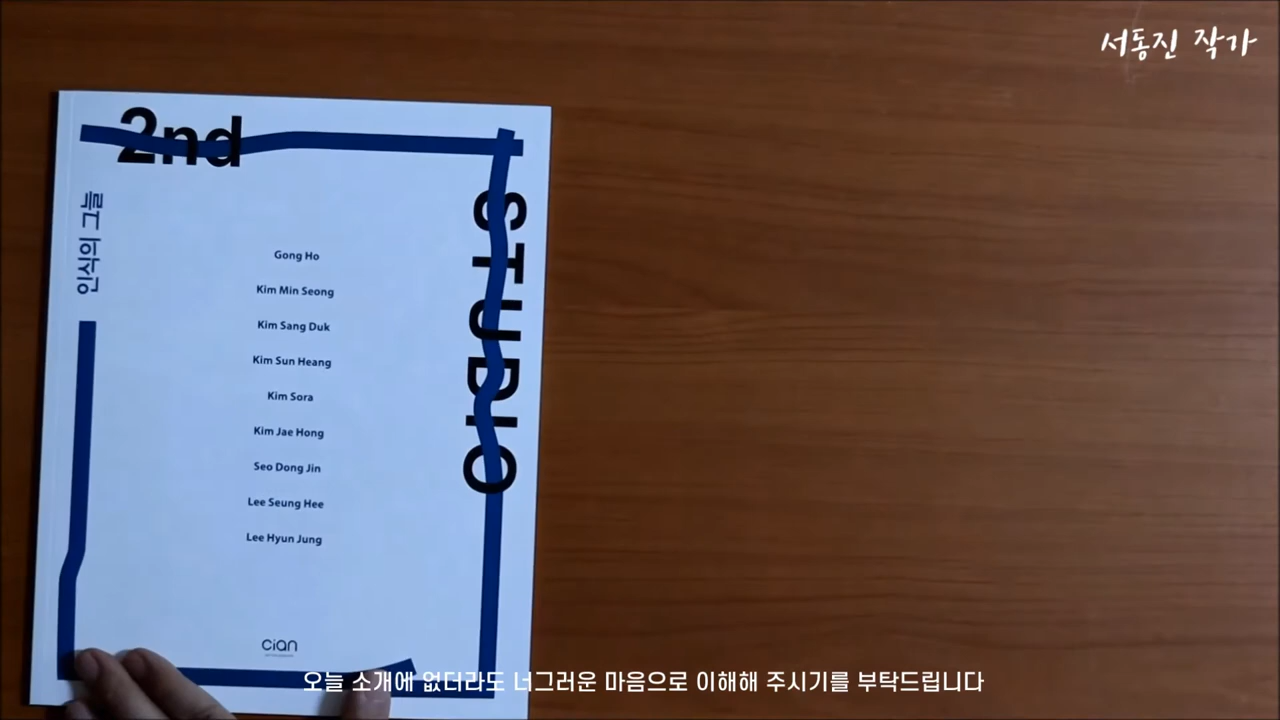 서동진 작가
2nd
STUDIO
인식의 그늘
Gong Ho
Kim Min Seong
Kim Sang Duk
Kim Sun Heang
Kim Sora
Kim Jae Hong
Seo Dong Jin
Lee Seung Hee
Lee Hyun Jung
cian
오늘 소개에 없더라도 너그러운 마음으로 이해해 주시기를 부탁드립니다